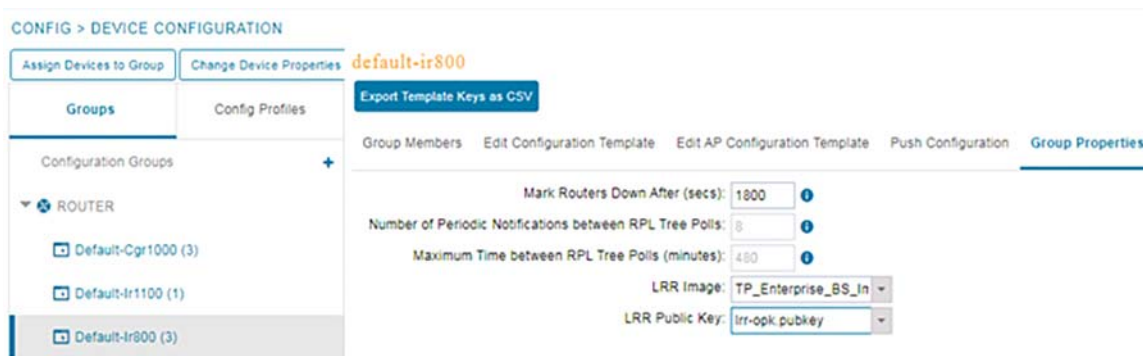 CONFIG > DEVICE CONFIGURATION
Assign Devices to Group
Change Device Properties
default-ir800
Export Template Keys as CSV
Groups
Config Profiles
Group Members
Edit Configuration Template
Edit AP Configuration Template
Push Configuration
Group Properties
Configuration Groups
+
ROUTER
Default-Cgr1000 (3)
Default-Ir1100 (1)
Default-Ir800 (3)
Mark Routers Down After (secs): 1800
Number of Periodic Notifications between RPL Tree Polls: 8
Maximum Time between RPL Tree Polls (minutes): 480
LRR Image: TP_Enterprise_BS_In
LRR Public Key: lrr-opk.pubkey